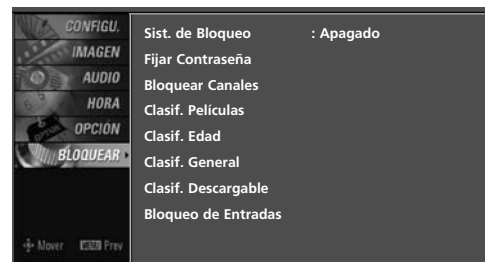 CONFIGU.
IMAGEN
AUDIO
HORA
OPCIÓN
BLOQUEAR
Mover MENU Prev
Sist. de Bloqueo : Apagado
Fijar Contraseña
Bloquear Canales
Clasif. Películas
Clasif. Edad
Clasif. General
Clasif. Descargable
Bloqueo de Entradas